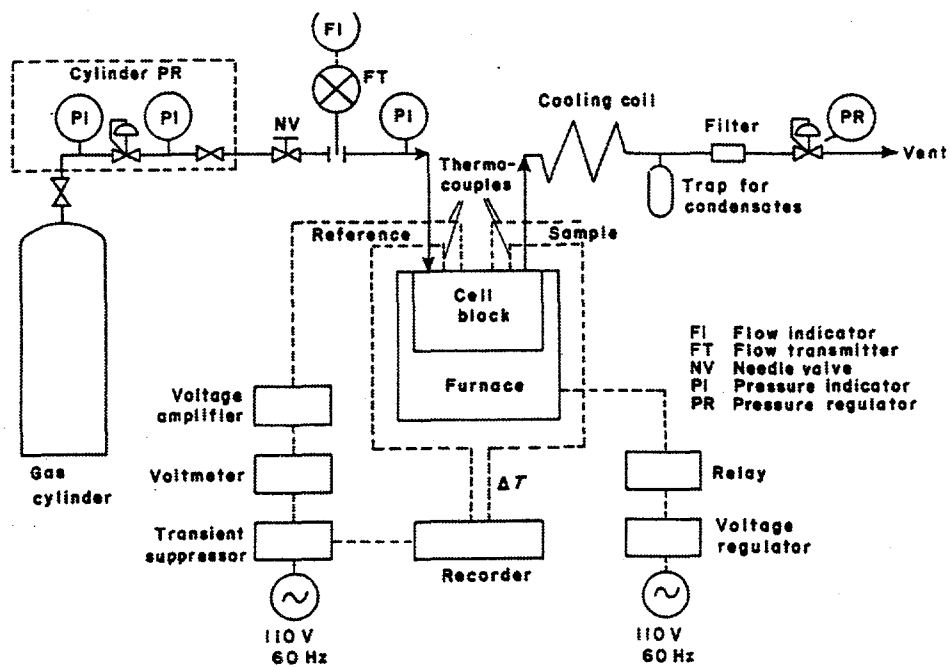 FI
Cylinder PR
FT
PI
PI
NV
PI
Cooling coil
Filter
PR
Vent
Thermo-
couples
Trap for
condensates
Reference
Sample
Cell
block
Furnace
FI Flow indicator
FT Flow transmitter
NV Needle valve
PI Pressure indicator
PR Pressure regulator
Voltage
amplifier
Gas
cylinder
Voltmeter
ΔT
Relay
Transient
suppressor
Recorder
Voltage
regulator
110 V
60 Hz
110 V
60 Hz